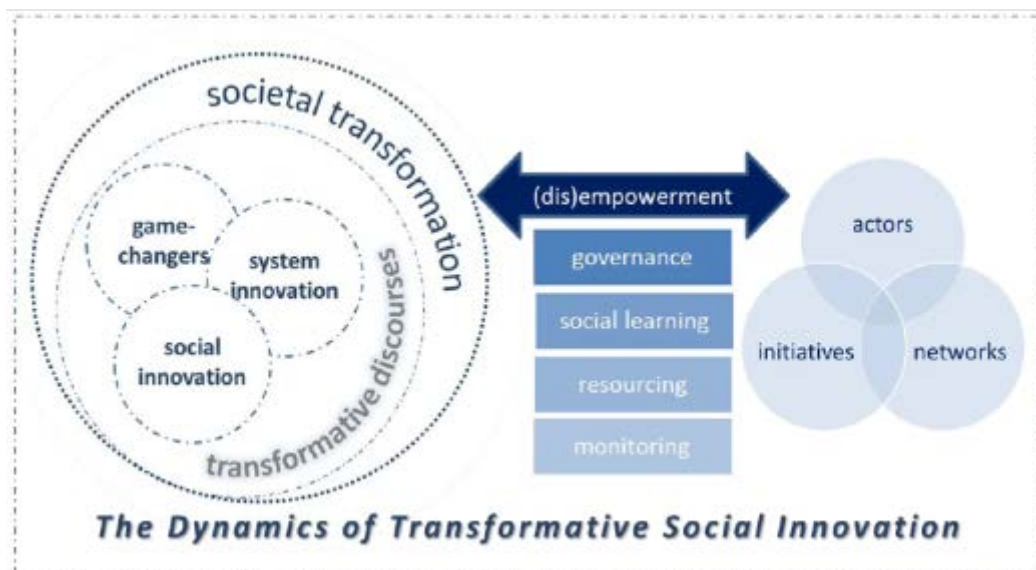 societal transformation
game-
changers
system
innovation
social
innovation
transformative discourses
(dis)empowerment
governance
social learning
resourcing
monitoring
actors
initiatives
networks
The Dynamics of Transformative Social Innovation